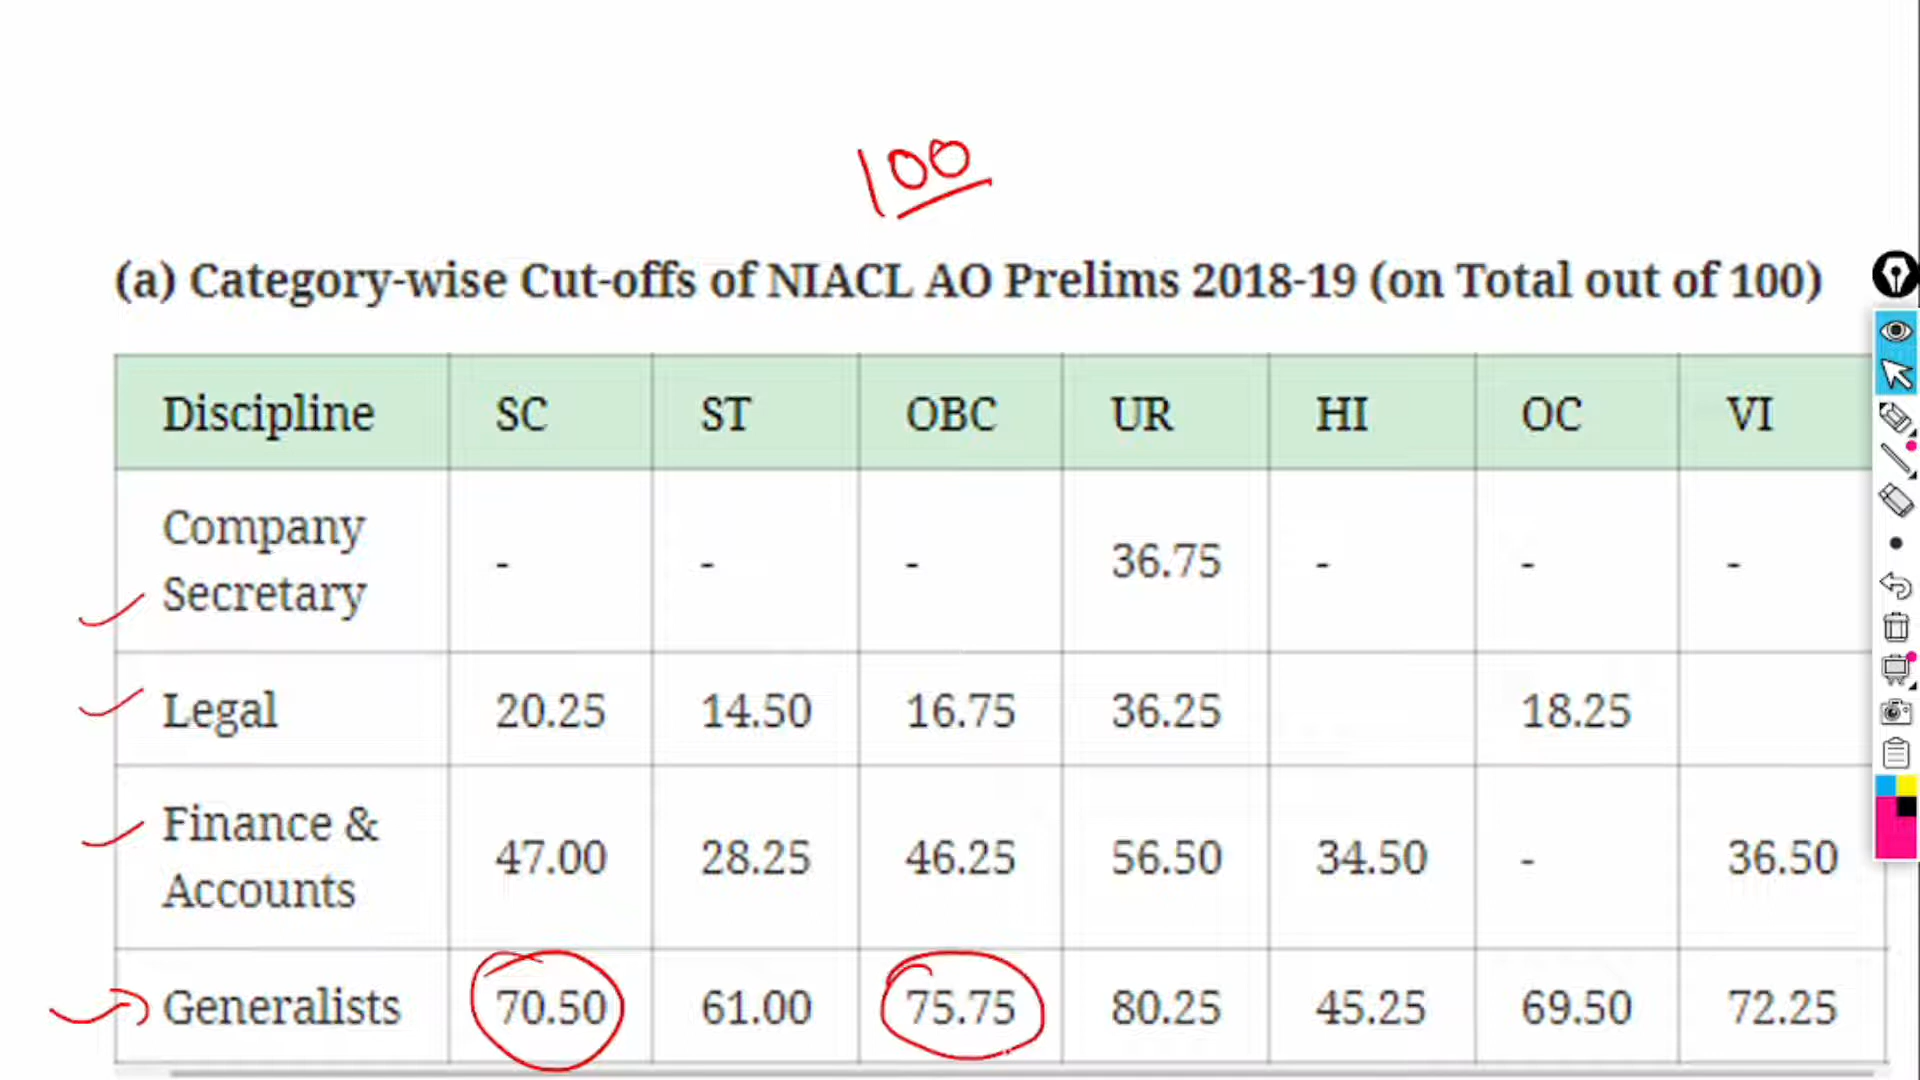 100
(a) Category-wise Cut-offs of NIACL AO Prelims 2018-19 (on Total out of 100)
Discipline SC ST OBC UR HI OC VI
Company Secretary - - - 36.75 - - -
Legal 20.25 14.50 16.75 36.25 18.25
Finance & Accounts 47.00 28.25 46.25 56.50 34.50 - 36.50
Generalists 70.50 61.00 75.75 80.25 45.25 69.50 72.25